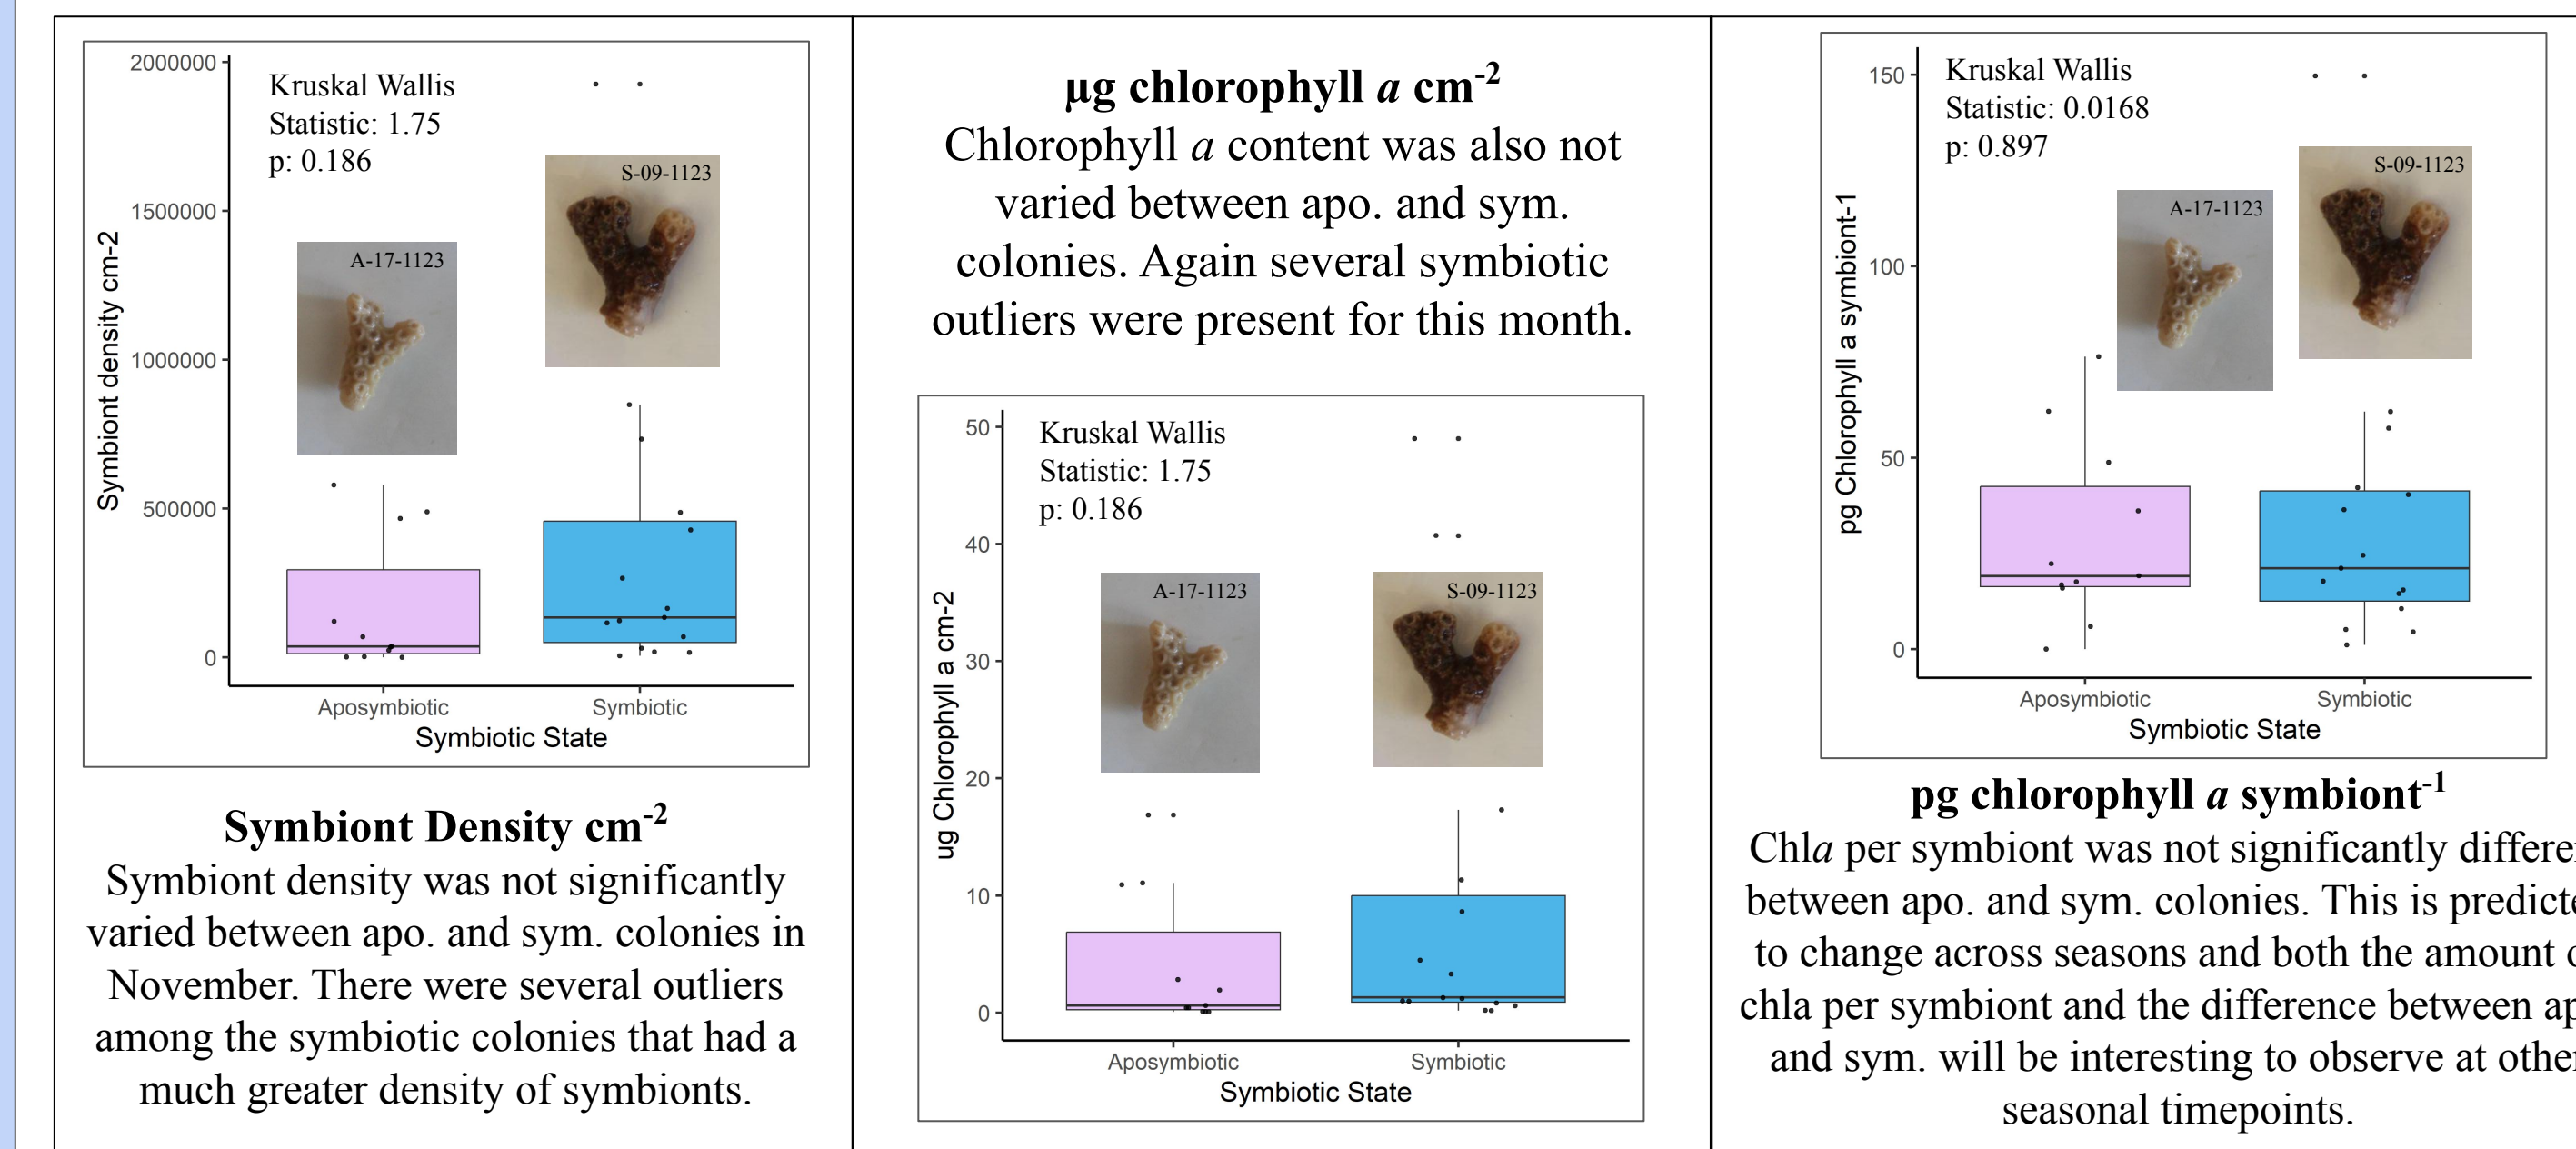 2000000
1500000
1000000
500000
0
Symbiont density cm-2
Kruskal Wallis
Statistic: 1.75
p: 0.186
A-17-1123
S-09-1123
Aposymbiotic
Symbiotic
Symbiotic State
Symbiont Density cm-2
Symbiont density was not significantly
varied between apo. and sym. colonies in
November. There were several outliers
among the symbiotic colonies that had a
much greater density of symbionts.
µg chlorophyll a cm-2
Chlorophyll a content was also not
varied between apo. and sym.
colonies. Again several symbiotic
outliers were present for this month.
50
40
30
20
10
0
ug Chlorophyll a cm-2
Kruskal Wallis
Statistic: 1.75
p: 0.186
A-17-1123
S-09-1123
Aposymbiotic
Symbiotic
Symbiotic State
150
100
50
0
pg Chlorophyll a symbiont-1
Kruskal Wallis
Statistic: 0.0168
p: 0.897
A-17-1123
S-09-1123
Aposymbiotic
Symbiotic
Symbiotic State
pg chlorophyll a symbiont-1
Chla per symbiont was not significantly
between apo. and sym. colonies. This is
to change across seasons and both the amount
chla per symbiont and the difference between
and sym. will be interesting to observe at
seasonal timepoints.